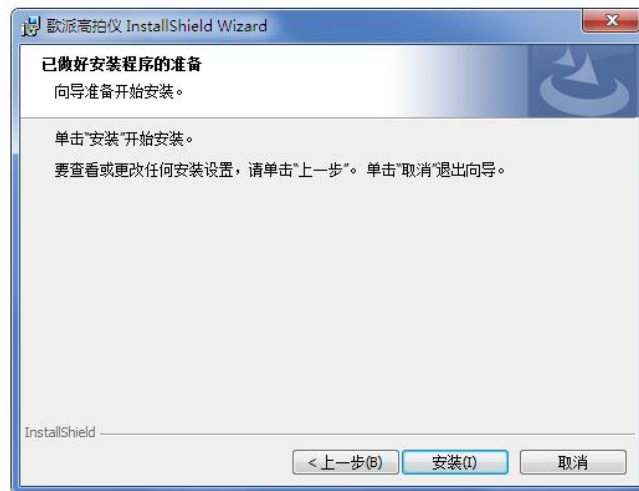 歌派高拍仪 InstallShield Wizard
已做好安装程序的准备
向导准备开始安装。
单击“安装”开始安装。
要查看或更改任何安装设置，请单击“上一步”。 单击“取消”退出向导。
InstallShield
< 上一步(B)
安装(I)
取消